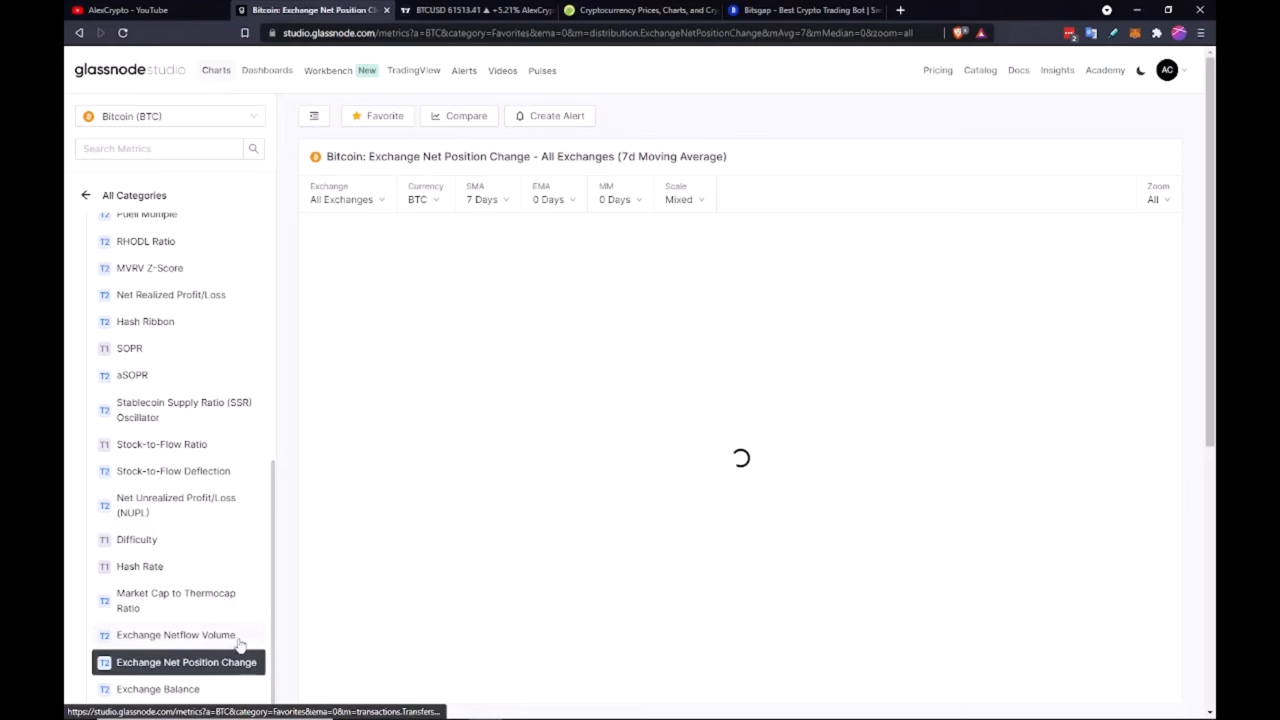 AlexCrypto - YouTube
Bitcoin: Exchange Net Position Ch
BTCUSD 61513.41 ▲ +5.21% AlexCryp
Cryptocurrency Prices, Charts, and Cry
Bitsgap - Best Crypto Trading Bot | Sm
studio.glassnode.com/metrics?a=BTC&category=Favorites&ema=0&m=distribution.ExchangeNetPositionChange&mAvg=7&mMedian=0&zoom=all
2
glassnode studio
Charts
Dashboards
Workbench New
TradingView
Alerts
Videos
Pulses
Pricing
Catalog
Docs
Insights
Academy
AC
Bitcoin (BTC)
Search Metrics
Favorite
Compare
Create Alert
Bitcoin: Exchange Net Position Change - All Exchanges (7d Moving Average)
Exchange
All Exchanges
Currency
BTC
SMA
7 Days
EMA
0 Days
MM
0 Days
Scale
Mixed
Zoom
All
All Categories
T2 Puell Multiple
T2 RHODL Ratio
T2 MVRV Z-Score
T2 Net Realized Profit/Loss
T2 Hash Ribbon
T1 SOPR
T2 aSOPR
T2 Stablecoin Supply Ratio (SSR)
Oscillator
T1 Stock-to-Flow Ratio
T2 Stock-to-Flow Deflection
T2 Net Unrealized Profit/Loss
(NUPL)
T1 Difficulty
T1 Hash Rate
T2 Market Cap to Thermocap
Ratio
T2 Exchange Netflow Volume
T2 Exchange Net Position Change
T2 Exchange Balance
https://studio.glassnode.com/metrics?a=BTC&category=Favorites&ema=0&m=transactions.Transfers...